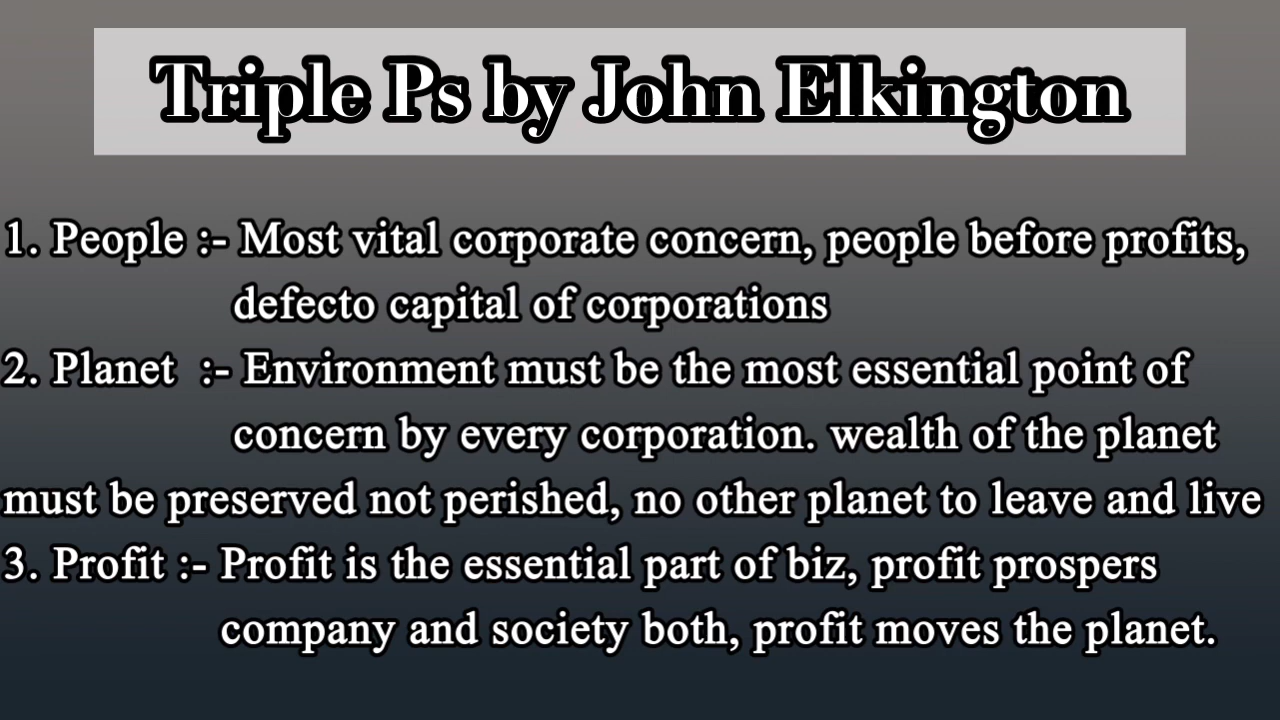 Triple Ps by John Elkington
1. People :- Most vital corporate concern, people before profits,
defecto capital of corporations
2. Planet :- Environment must be the most essential point of
concern by every corporation. wealth of the planet
must be preserved not perished, no other planet to leave and live
3. Profit :- Profit is the essential part of biz, profit prospers
company and society both, profit moves the planet.